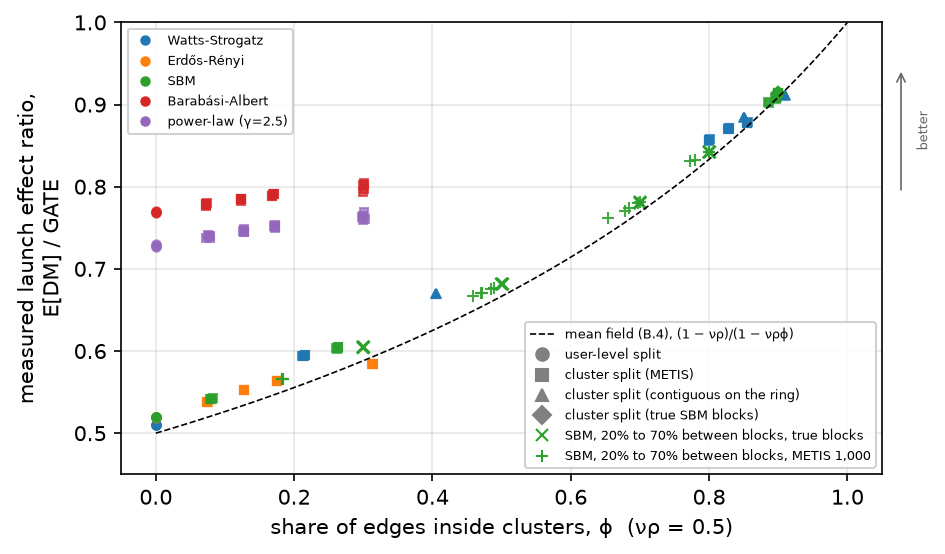 1.0
0.9
0.8
0.7
0.6
0.5
measured launch effect ratio,
E[DM] / GATE
Watts-Strogatz
Erdős-Rényi
SBM
Barabási-Albert
power-law (γ=2.5)
better
mean field (B.4), (1 − νρ)/(1 − νρϕ)
user-level split
cluster split (METIS)
cluster split (contiguous on the ring)
cluster split (true SBM blocks)
SBM, 20% to 70% between blocks, true blocks
SBM, 20% to 70% between blocks, METIS 1,000
0.0 0.2 0.4 0.6 0.8 1.0
share of edges inside clusters, ϕ (νρ = 0.5)